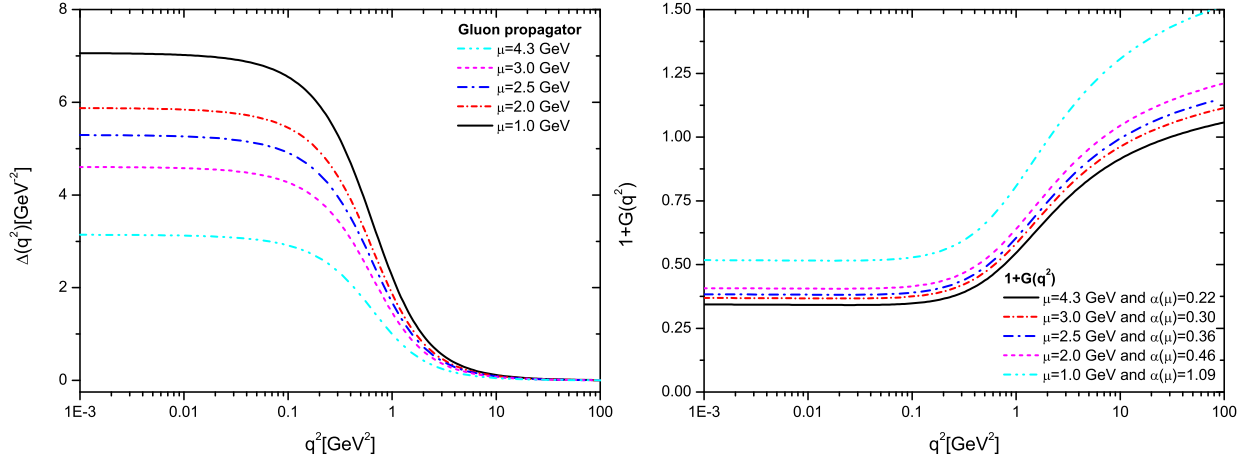 Gluon propagator
μ=4.3 GeV
μ=3.0 GeV
μ=2.5 GeV
μ=2.0 GeV
μ=1.0 GeV
8
6
4
2
0
Δ(q²)[GeV⁻²]
1E-3 0.01 0.1 1 10 100
q²[GeV²]
1.50
1.25
1.00
0.75
0.50
0.25
0.00
1+G(q²)
1+G(q²)
μ=4.3 GeV and α(μ)=0.22
μ=3.0 GeV and α(μ)=0.30
μ=2.5 GeV and α(μ)=0.36
μ=2.0 GeV and α(μ)=0.46
μ=1.0 GeV and α(μ)=1.09
1E-3 0.01 0.1 1 10 100
q²[GeV²]